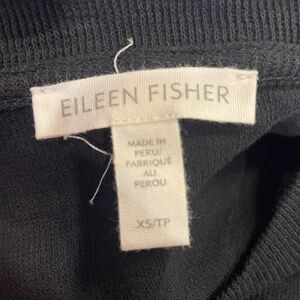 EILEEN FISHER
MADE IN
PERU/
FABRIQUÉ
AU
PEROU
XS/TP